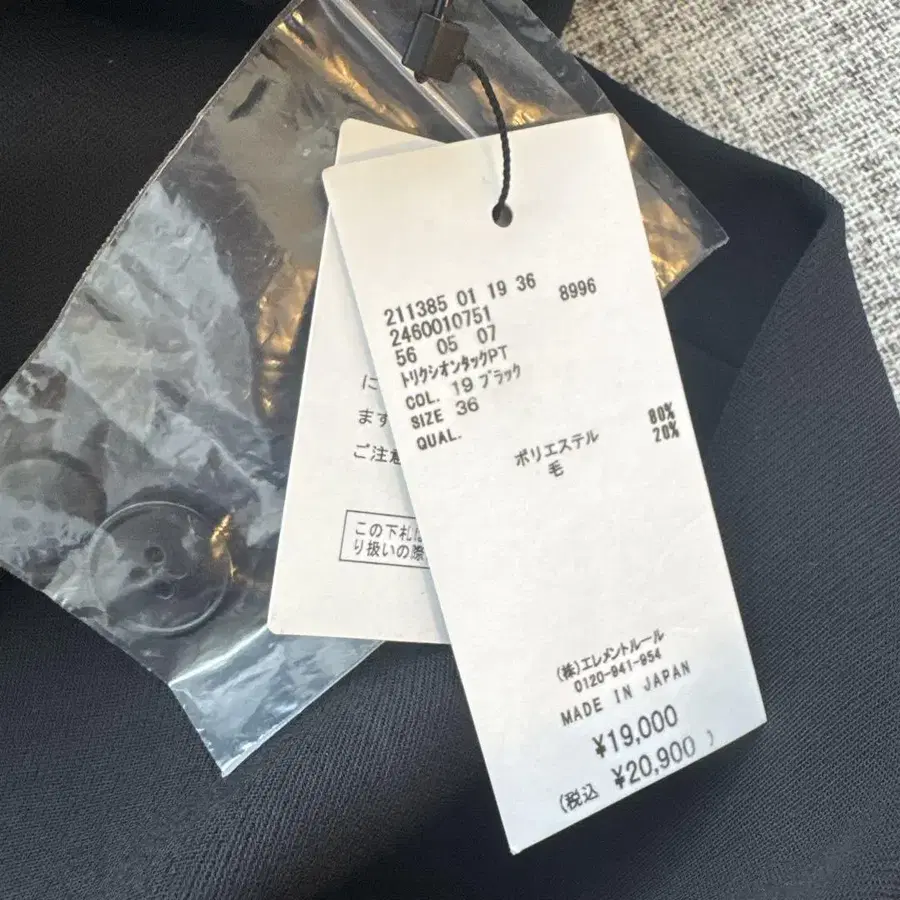 211385 01 19 36 8996
2460010751
56 05 07
トリクシオンタックPT
COL. 19 ブラック
SIZE 36
QUAL.
ポリエステル 80%
毛 20%
(株)エレメントルール
0120-941-954
MADE IN JAPAN
¥19,000
(税込 ¥20,900 )
に
ます
ご注意
この下札は
り扱いの際